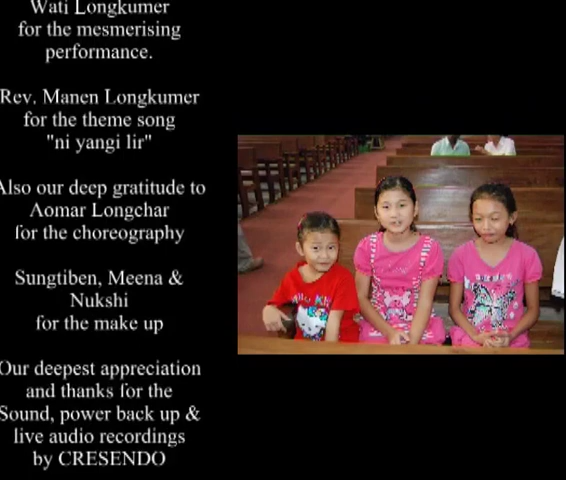 Wati Longkumer
for the mesmerising
performance.
Rev. Manen Longkumer
for the theme song
"ni yangi lir"
Also our deep gratitude to
Aomar Longchar
for the choreography
Sungtiben, Meena &
Nukshi
for the make up
Our deepest appreciation
and thanks for the
Sound, power back up &
live audio recordings
by CRESENDO